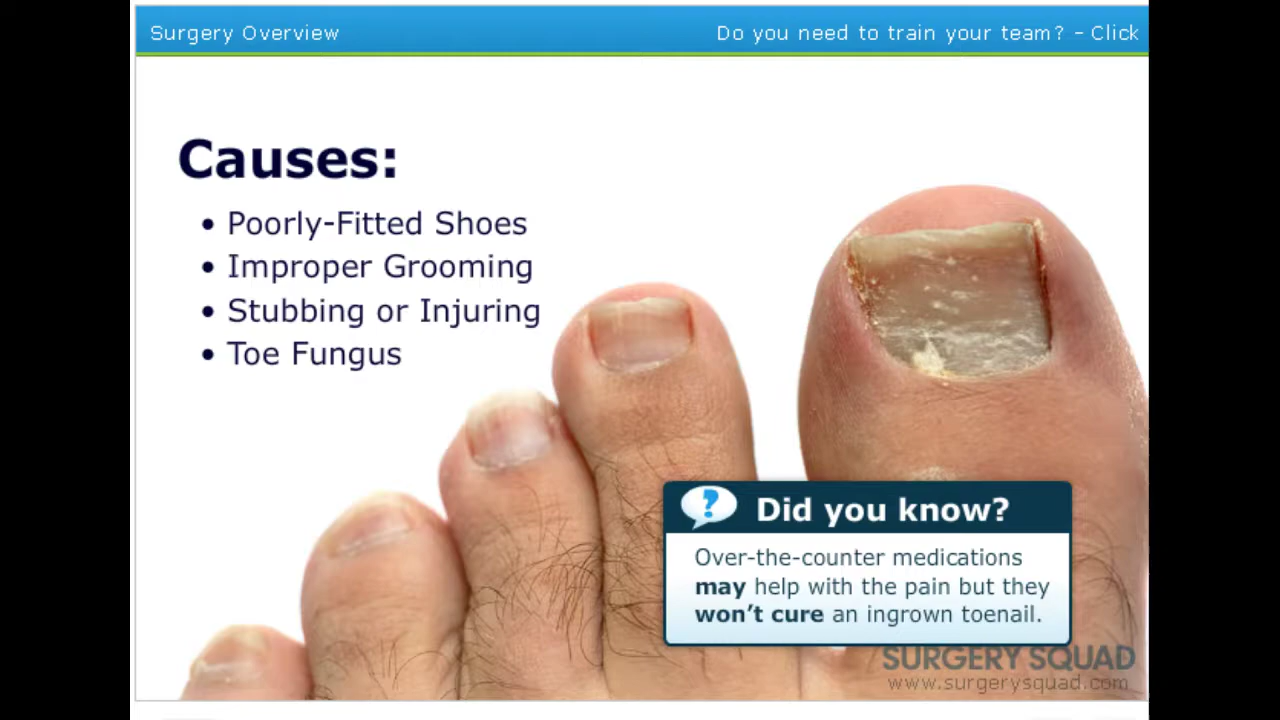 Surgery Overview
Do you need to train your team? – Click
Causes:
• Poorly-Fitted Shoes
• Improper Grooming
• Stubbing or Injuring
• Toe Fungus
?
Did you know?
Over-the-counter medications
may help with the pain but they
won't cure an ingrown toenail.
SURGERY SQUAD
www.surgerysquad.com